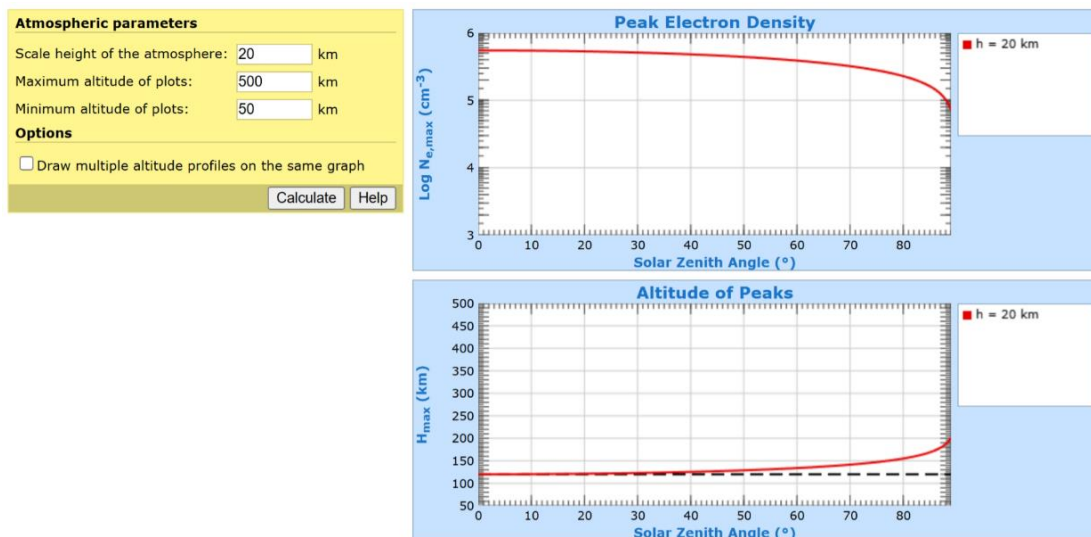 Atmospheric parameters
Scale height of the atmosphere: 20 km
Maximum altitude of plots: 500 km
Minimum altitude of plots: 50 km
Options
Draw multiple altitude profiles on the same graph
Calculate Help
Peak Electron Density
6
5
4
3
Log Ne,max (cm-3)
0 10 20 30 40 50 60 70 80
Solar Zenith Angle (°)
h = 20 km
Altitude of Peaks
500
450
400
350
300
250
200
150
100
50
Hmax (km)
0 10 20 30 40 50 60 70 80
Solar Zenith Angle (°)
h = 20 km